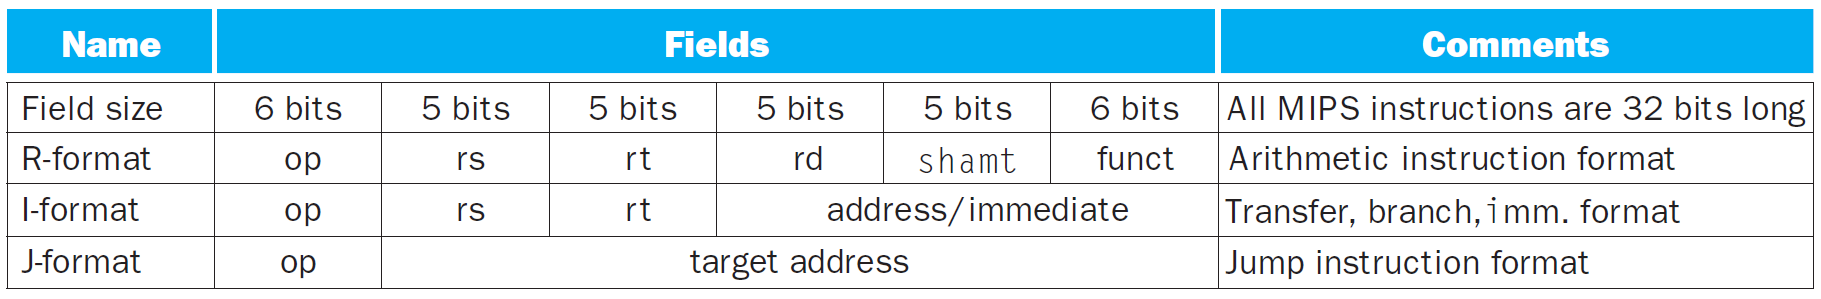 Name Fields Comments
Field size 6 bits 5 bits 5 bits 5 bits 5 bits 6 bits All MIPS instructions are 32 bits long
R-format op rs rt rd shamt funct Arithmetic instruction format
I-format op rs rt address/immediate Transfer, branch, imm. format
J-format op target address Jump instruction format